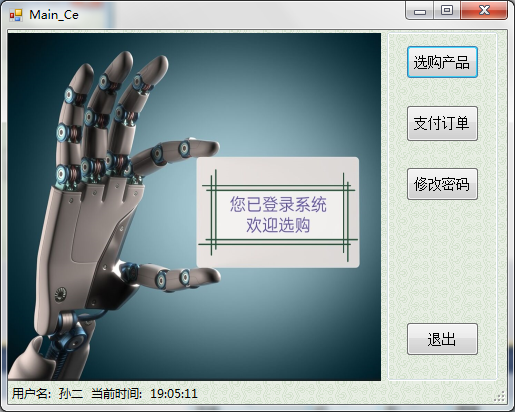 Main_Ce
选购产品
支付订单
修改密码
您已登录系统
欢迎选购
退出
用户名: 孙二 当前时间: 19:05:11